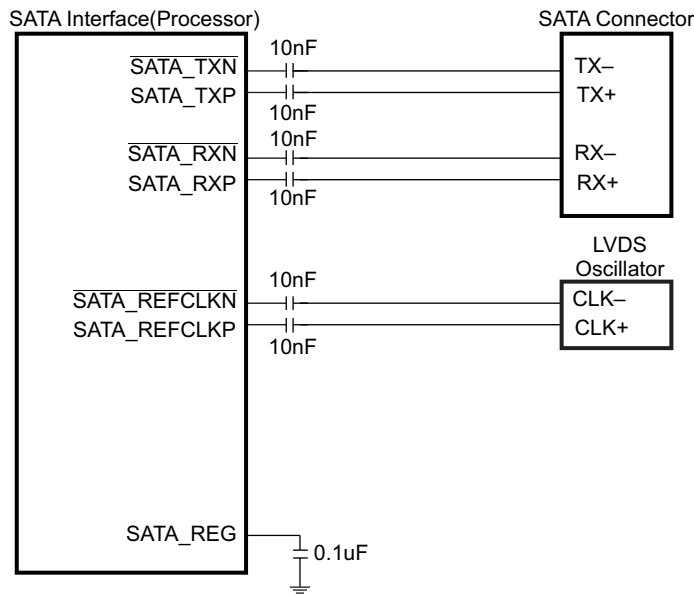 SATA Interface(Processor)
SATA Connector
10nF
SATA_TXN
TX–
SATA_TXP
TX+
10nF
10nF
SATA_RXN
RX–
SATA_RXP
RX+
10nF
LVDS
Oscillator
10nF
SATA_REFCLKN
CLK–
SATA_REFCLKP
CLK+
10nF
SATA_REG
0.1uF